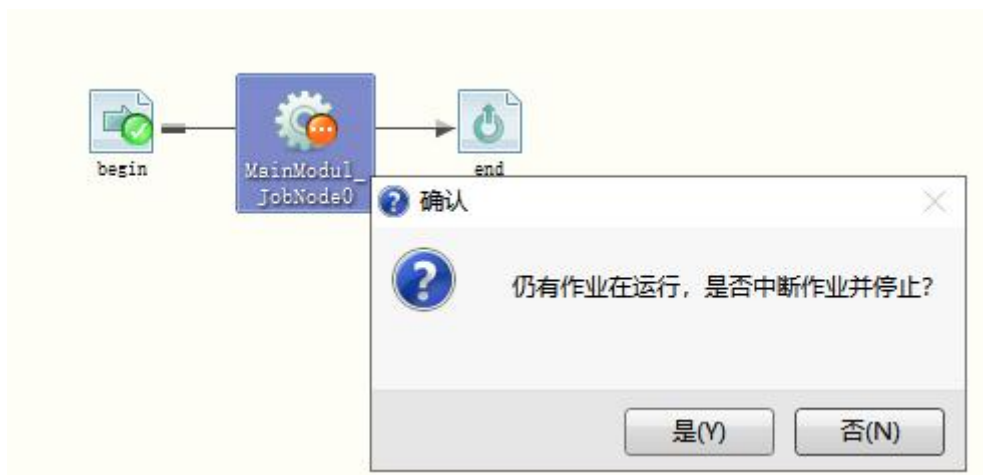 begin
MainModul_
JobNode0
end
确认
仍有作业在运行，是否中断作业并停止？
是(Y)
否(N)